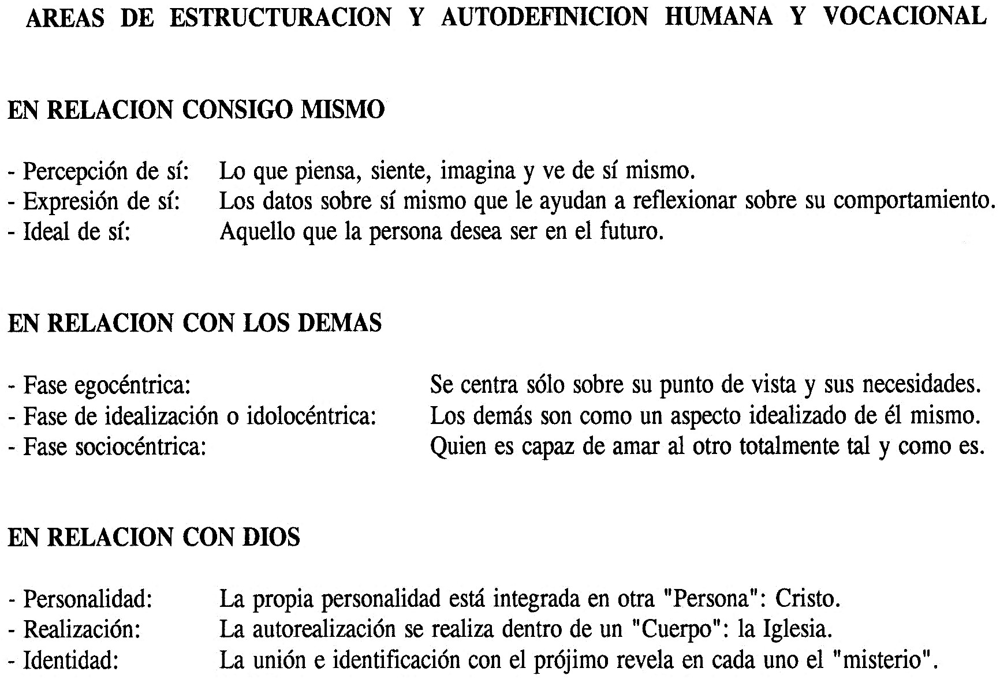 AREAS DE ESTRUCTURACION Y AUTODEFINICION HUMANA Y VOCACIONAL
EN RELACION CONSIGO MISMO
- Percepción de sí: Lo que piensa, siente, imagina y ve de sí mismo.
- Expresión de sí: Los datos sobre sí mismo que le ayudan a reflexionar sobre su comportamiento.
- Ideal de sí: Aquello que la persona desea ser en el futuro.
EN RELACION CON LOS DEMAS
- Fase egocéntrica: Se centra sólo sobre su punto de vista y sus necesidades.
- Fase de idealización o idolocéntrica: Los demás son como un aspecto idealizado de él mismo.
- Fase sociocéntrica: Quien es capaz de amar al otro totalmente tal y como es.
EN RELACION CON DIOS
- Personalidad: La propia personalidad está integrada en otra "Persona": Cristo.
- Realización: La autorealización se realiza dentro de un "Cuerpo": la Iglesia.
- Identidad: La unión e identificación con el prójimo revela en cada uno el "misterio".